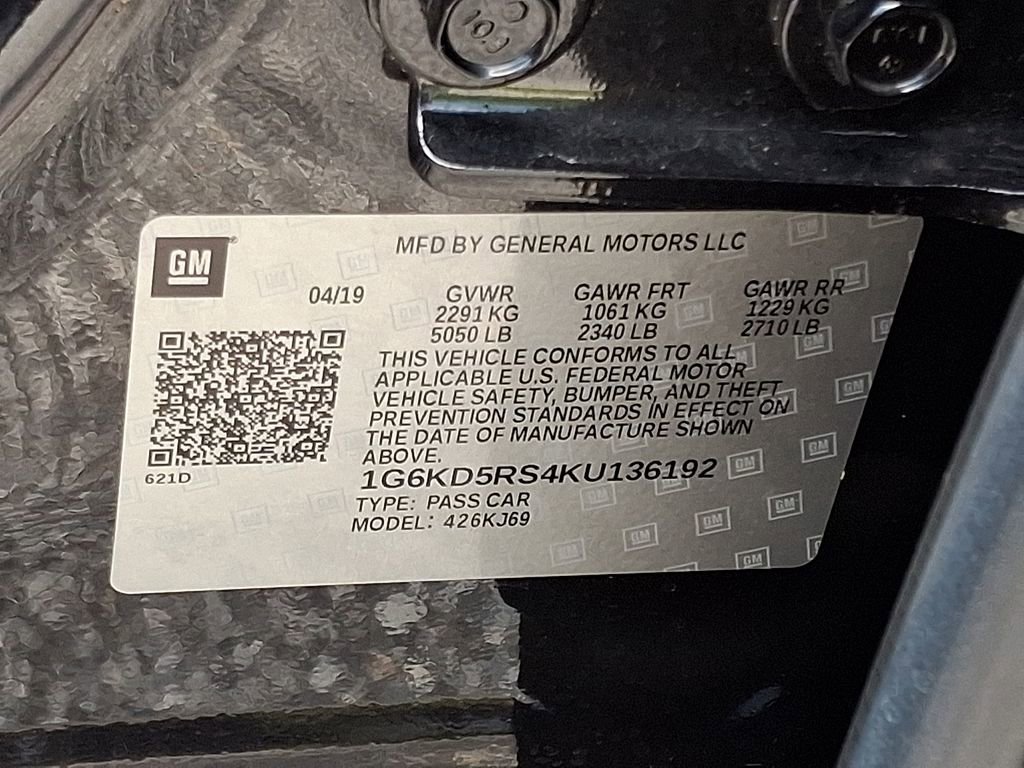 GM
MFD BY GENERAL MOTORS LLC
04/19
GVWR
2291 KG
5050 LB
GAWR FRT
1061 KG
2340 LB
GAWR RR
1229 KG
2710 LB
THIS VEHICLE CONFORMS TO ALL
APPLICABLE U.S. FEDERAL MOTOR
VEHICLE SAFETY, BUMPER, AND THEFT
PREVENTION STANDARDS IN EFFECT ON
THE DATE OF MANUFACTURE SHOWN
ABOVE.
621D
1G6KD5RS4KU136192
TYPE: PASS CAR
MODEL: 426KJ69